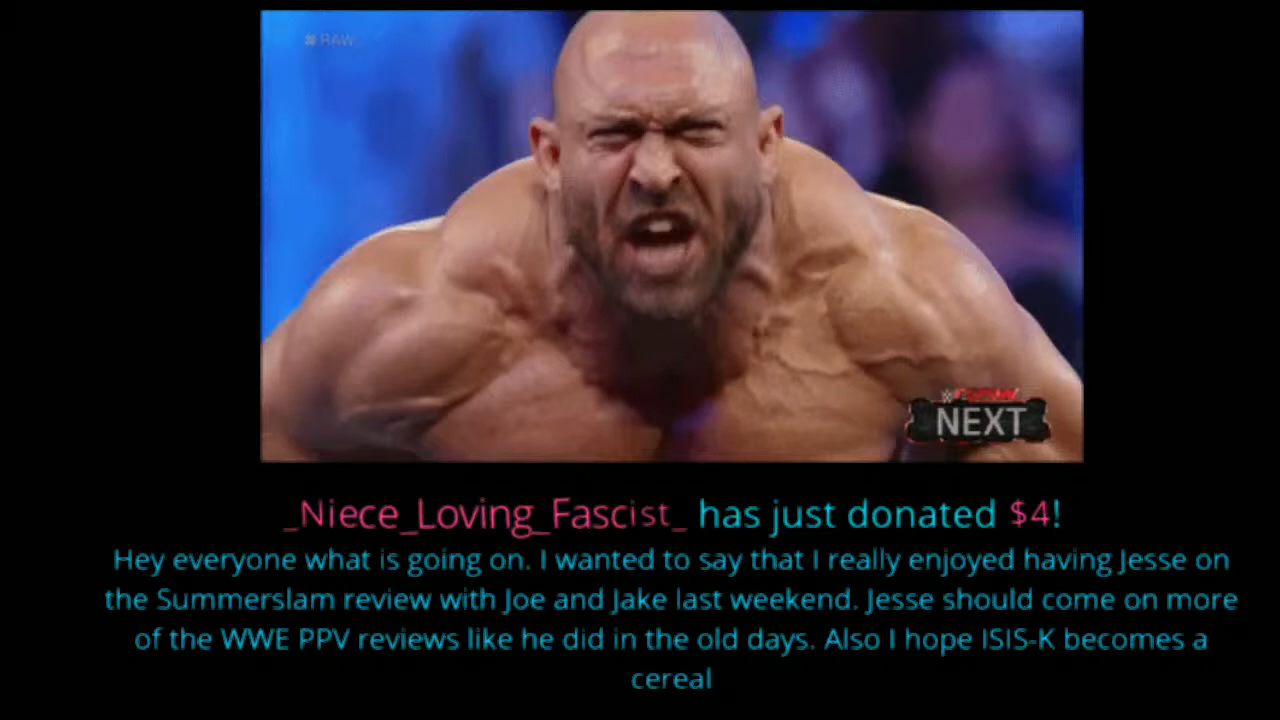 #RAW
RAW
NEXT
_Niece_Loving_Fascist_ has just donated $4!
Hey everyone what is going on. I wanted to say that I really enjoyed having Jesse on
the Summerslam review with Joe and Jake last weekend. Jesse should come on more
of the WWE PPV reviews like he did in the old days. Also I hope ISIS-K becomes a
cereal